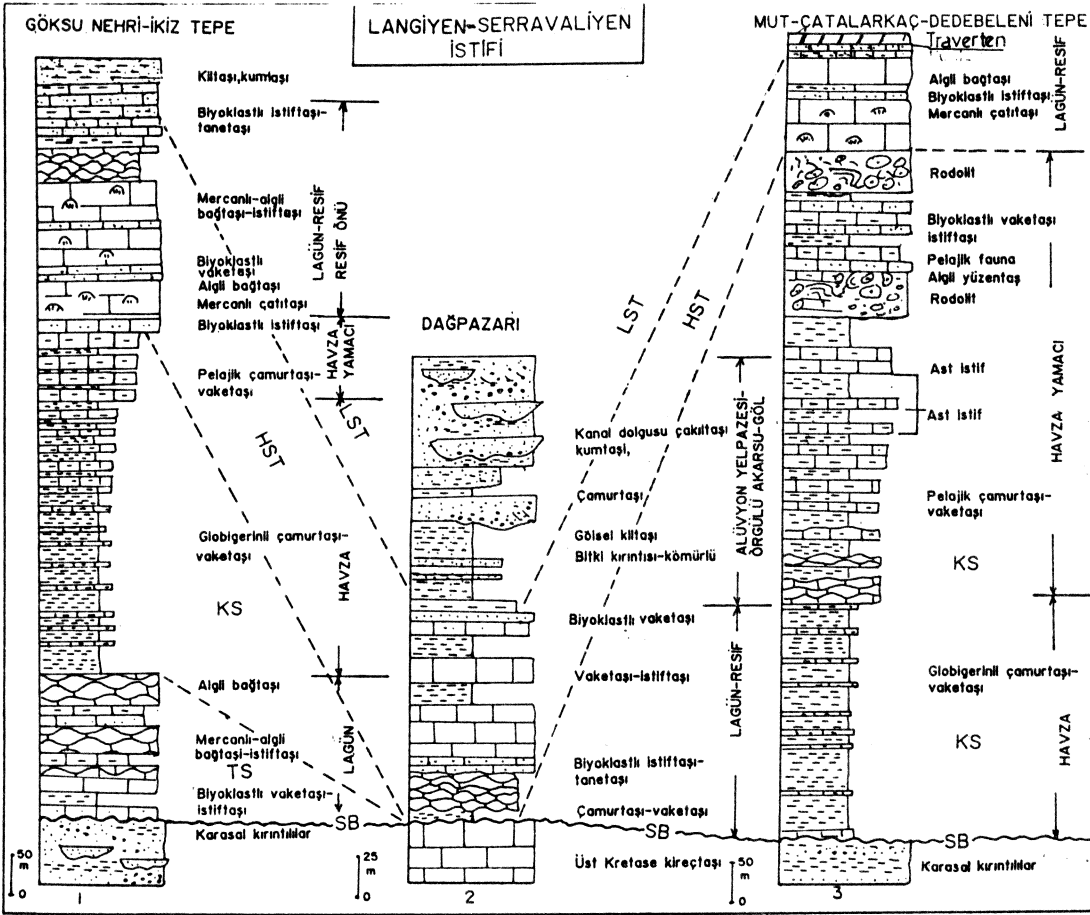 GÖKSU NEHRİ-İKİZ TEPE
LANGİYEN-SERRAVALİYEN
İSTİFİ
MUT-ÇATALARKAÇ-DEDEBELENİ TEPE
Traverten
Kiltaşı,kumtaşı
Biyoklastlı istiftaşı-
tanetaşı
Mercanlı-algli
bağtaşı-istiftaşı
Biyoklastlı
vaketaşı
Algli bağtaşı
Mercanlı çatıtaşı
Biyoklastlı istiftaşı
Pelajik çamurtaşı-
vaketaşı
Globigerinli çamurtaşı-
vaketaşı
KS
Algli bağtaşı
Mercanlı-algli
bağtaşı-istiftaşı
TS
Biyoklastlı vaketaşı-
istiftaşı
Karasal kırıntılılar
LAGÜN-RESİF
RESİF ÖNÜ
HAVZA
YAMACI
HAVZA
LAGÜN
LST
HST
SB
50
m
0
1
DAĞPAZARI
Kanal dolgusu çakıltaşı
kumtaşı,
Çamurtaşı
Gölsel kiltaşı
Bitki kırıntısı-kömürlü
Biyoklastlı vaketaşı
Vaketaşı-istiftaşı
Biyoklastlı istiftaşı-
tanetaşı
Çamurtaşı-vaketaşı
Üst Kretase kireçtaşı
ALÜVYON YELPAZESİ-
ÖRGÜLÜ AKARSU-GÖL
LAGÜN-RESİF
LST
HST
SB
25
m
0
2
Algli bağtaşı
Biyoklastlı istiftaşı
Mercanlı çatıtaşı
Rodolit
Biyoklastlı vaketaşı
istiftaşı
Pelajik fauna
Algli yüzentaş
Rodolit
Ast istif
Ast istif
Pelajik çamurtaşı-
vaketaşı
KS
Globigerinli çamurtaşı-
vaketaşı
KS
Karasal kırıntılılar
LAGÜN-RESİF
HAVZA YAMACI
HAVZA
SB
50
m
0
3